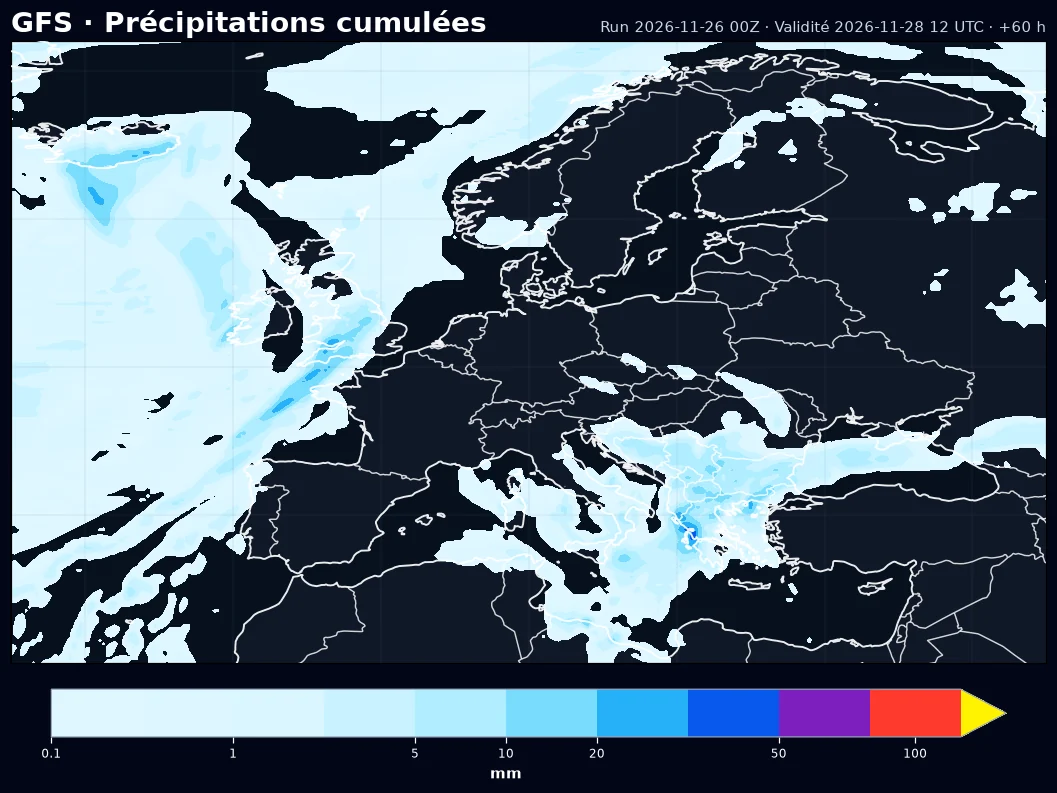 GFS · Précipitations cumulées
Run 2026-11-26 00Z · Validité 2026-11-28 12 UTC · +60 h
0.1 1 5 10 20 50 100
mm